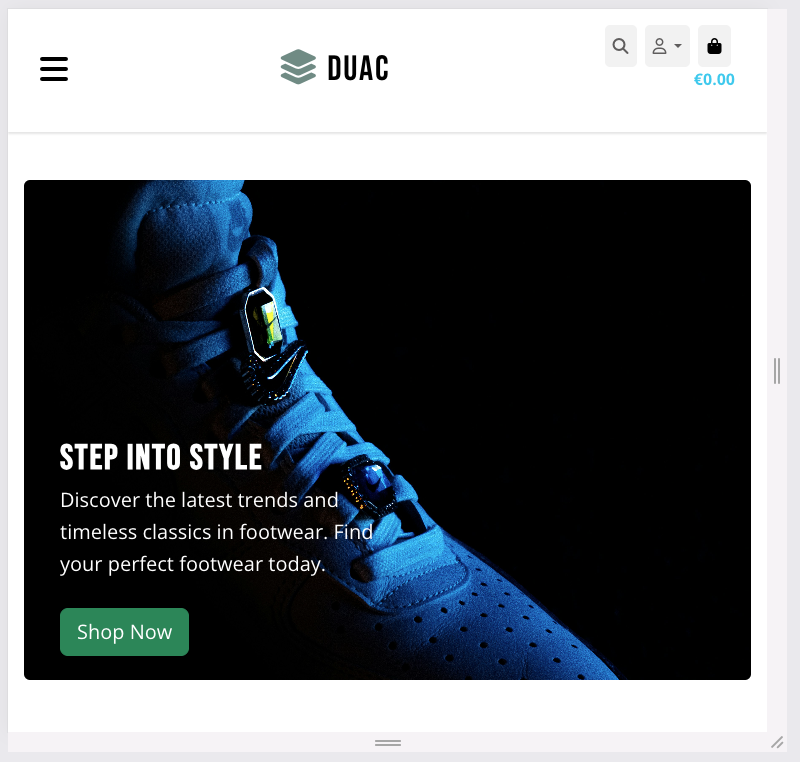 DUAC
€0.00
STEP INTO STYLE
Discover the latest trends and
timeless classics in footwear. Find
your perfect footwear today.
Shop Now